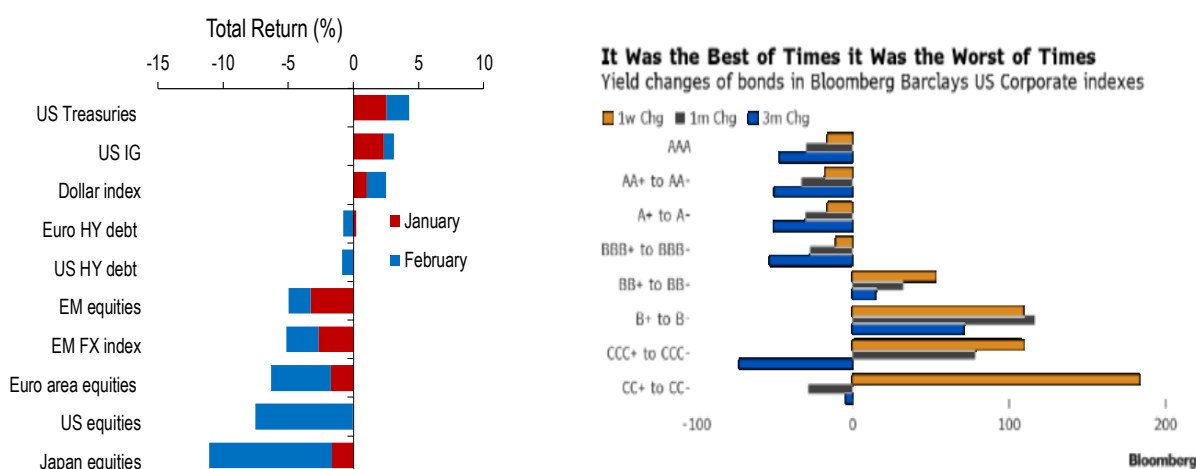 Total Return (%)
-15 -10 -5 0 5 10
US Treasuries
US IG
Dollar index
Euro HY debt
US HY debt
EM equities
EM FX index
Euro area equities
US equities
Japan equities
January
February
It Was the Best of Times it Was the Worst of Times
Yield changes of bonds in Bloomberg Barclays US Corporate indexes
1w Chg 1m Chg 3m Chg
AAA
AA+ to AA-
A+ to A-
BBB+ to BBB-
BB+ to BB-
B+ to B-
CCC+ to CCC-
CC+ to CC-
-100 0 100 200
Bloomberg